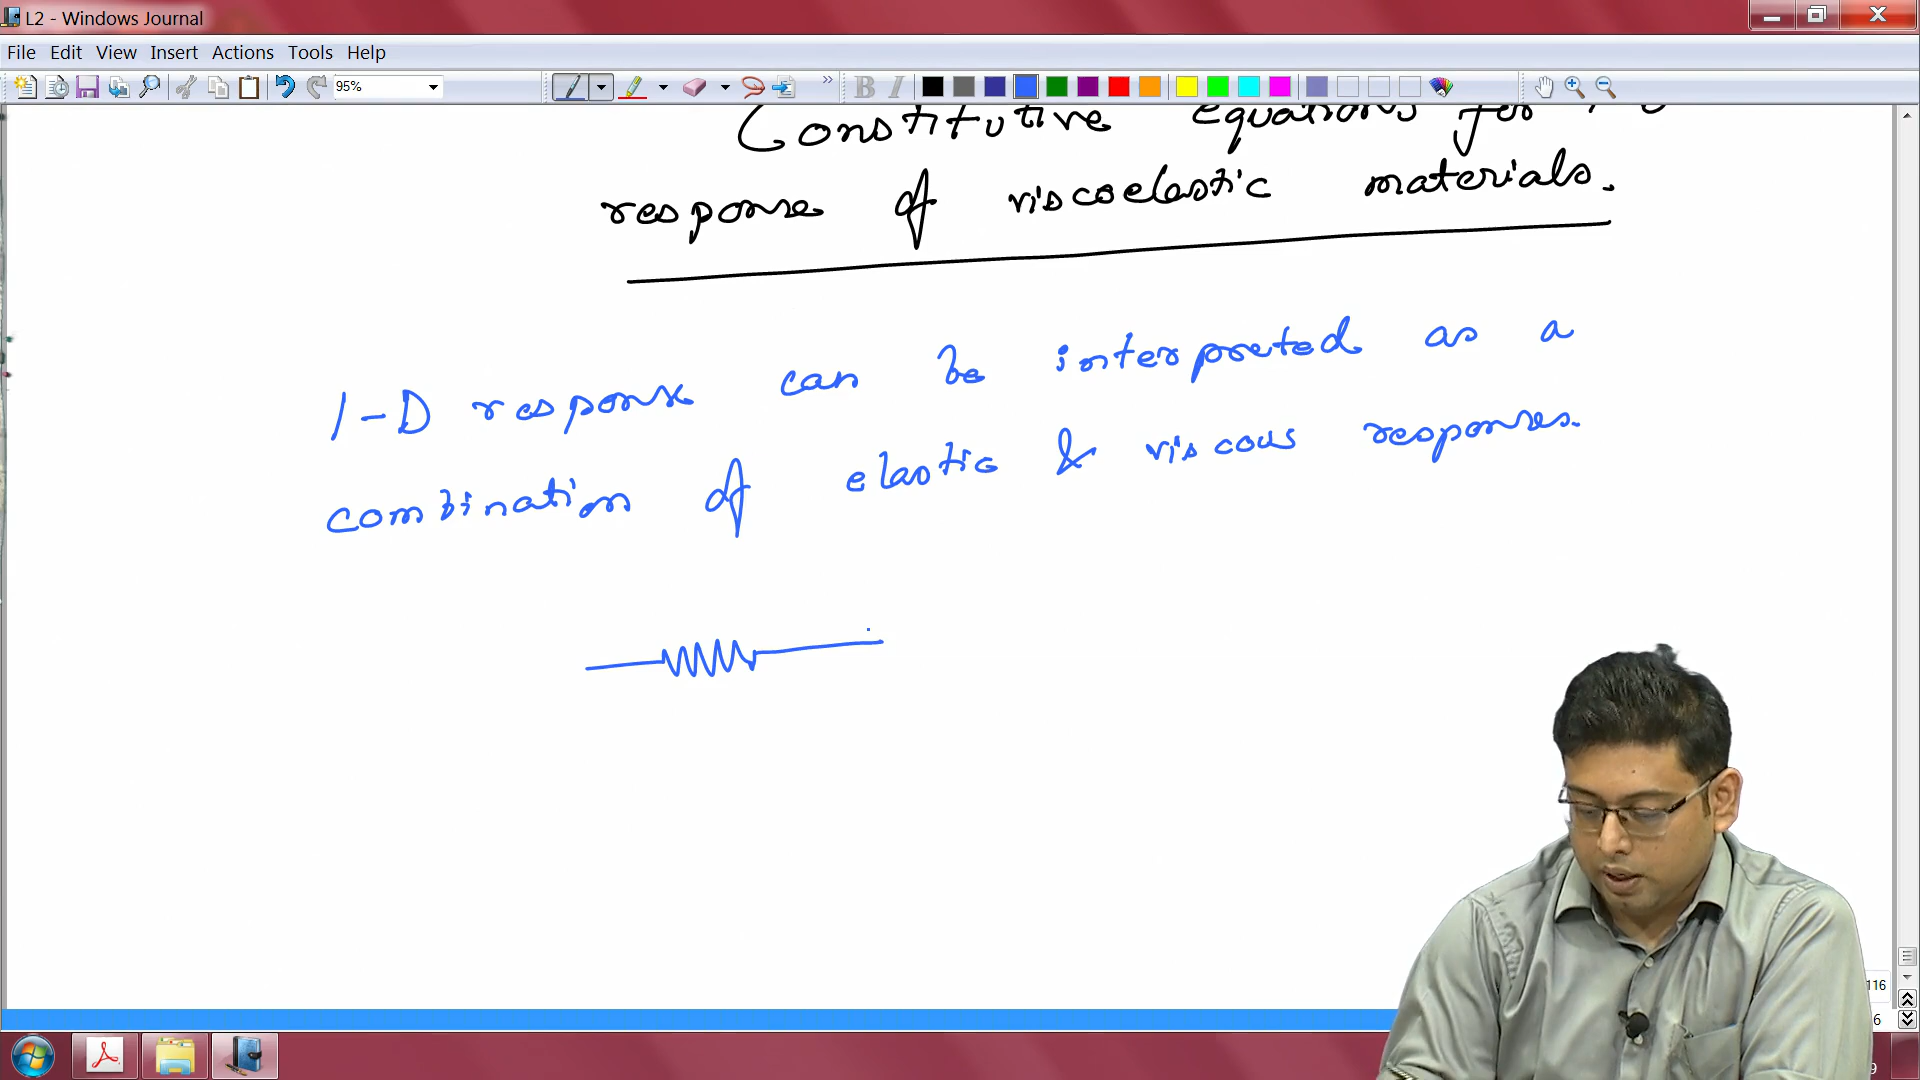 L2 - Windows Journal
File Edit View Insert Actions Tools Help
95%
Constitutive equations for
response of viscoelastic materials.
1-D response can be interpreted as a
combination of elastic & viscous responses.
116
6
9